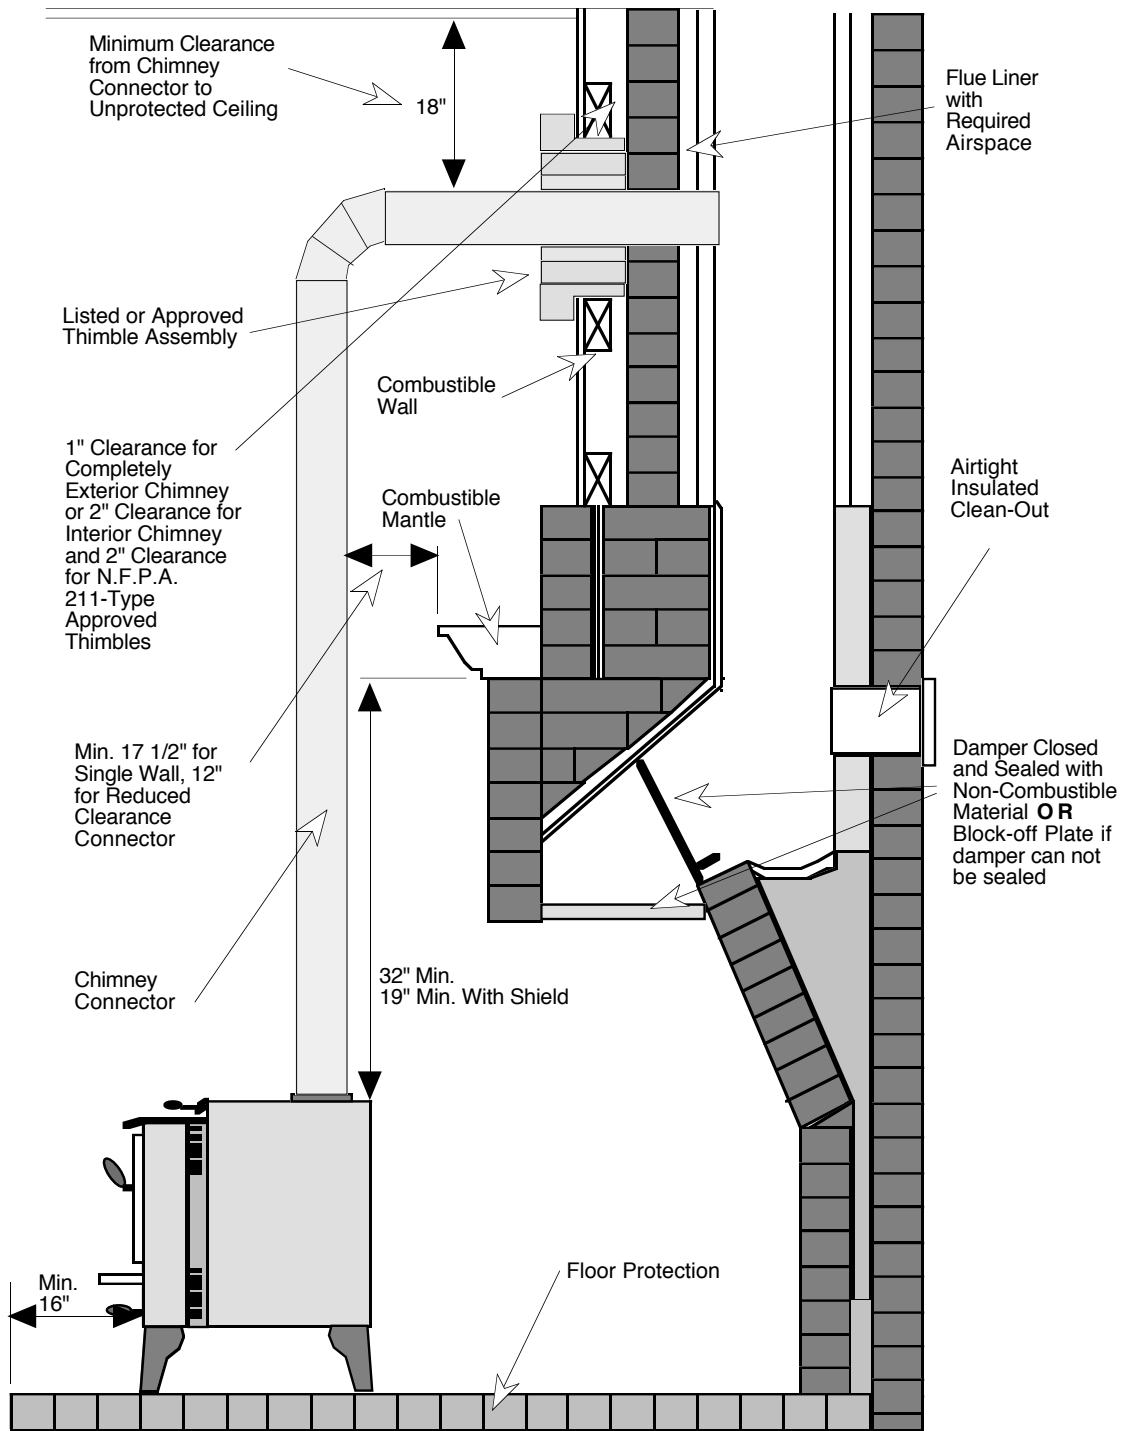 Minimum Clearance
from Chimney
Connector to
Unprotected Ceiling
18"
Flue Liner
with
Required
Airspace
Listed or Approved
Thimble Assembly
Combustible
Wall
1" Clearance for
Completely
Exterior Chimney
or 2" Clearance for
Interior Chimney
and 2" Clearance
for N.F.P.A.
211-Type
Approved
Thimbles
Combustible
Mantle
Airtight
Insulated
Clean-Out
Min. 17 1/2" for
Single Wall, 12"
for Reduced
Clearance
Connector
Damper Closed
and Sealed with
Non-Combustible
Material OR
Block-off Plate if
damper can not
be sealed
Chimney
Connector
32" Min.
19" Min. With Shield
Min.
16"
Floor Protection